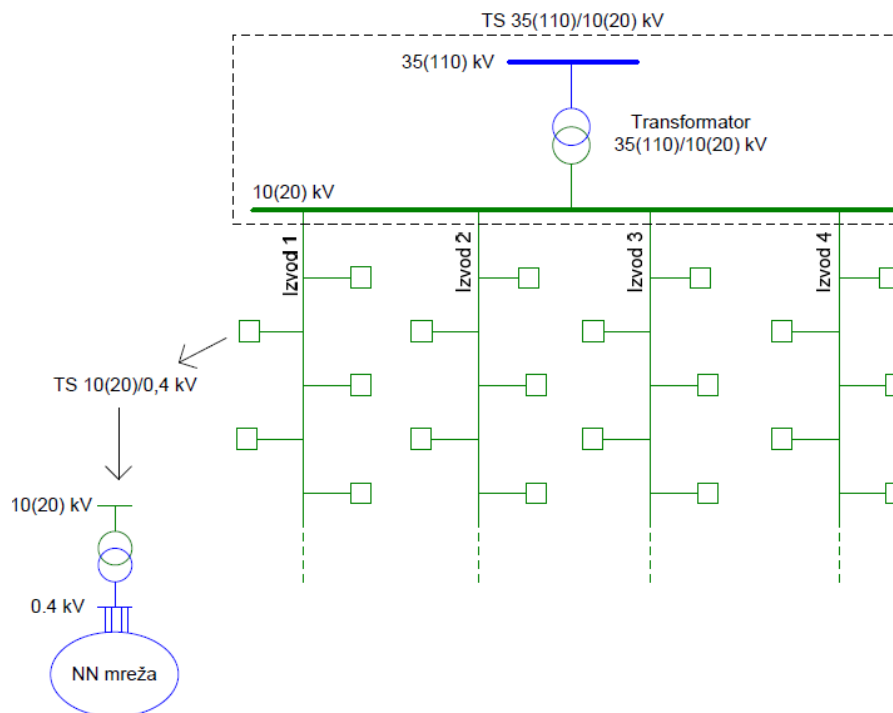 TS 35(110)/10(20) kV
35(110) kV
Transformator
35(110)/10(20) kV
10(20) kV
Izvod 1
Izvod 2
Izvod 3
Izvod 4
TS 10(20)/0,4 kV
10(20) kV
0.4 kV
NN mreža